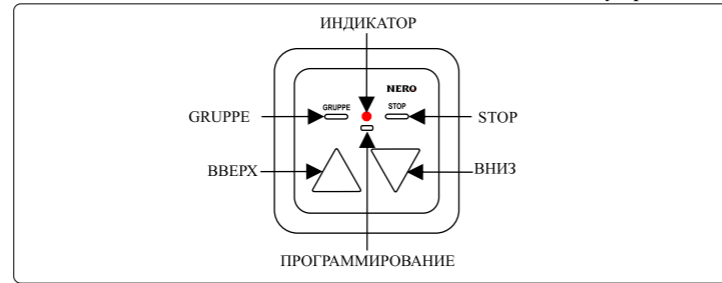 ИНДИКАТОР
NERO
GRUPPE
GRUPPE
STOP
STOP
ВВЕРХ
ВНИЗ
ПРОГРАММИРОВАНИЕ